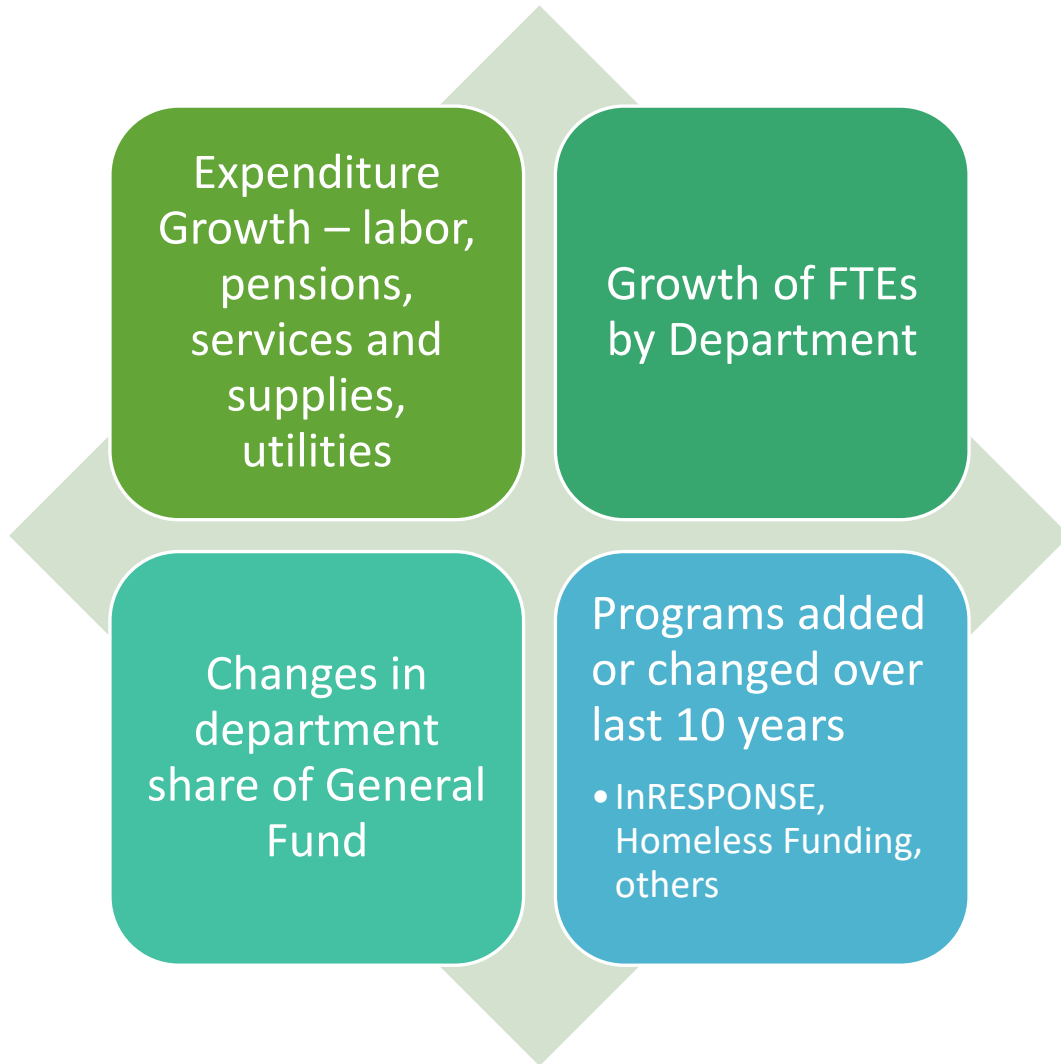 Expenditure
Growth – labor,
pensions,
services and
supplies,
utilities
Growth of FTEs
by Department
Changes in
department
share of General
Fund
Programs added
or changed over
last 10 years
• InRESPONSE,
Homeless Funding,
others